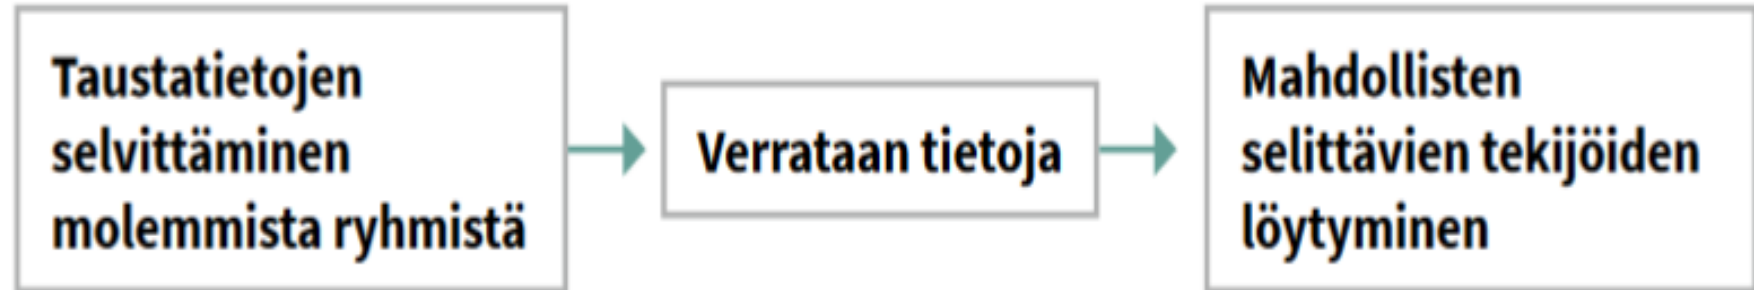 Taustatietojen
selvittäminen
molemmista ryhmistä
Verrataan tietoja
Mahdollisten
selittävien tekijöiden
löytyminen